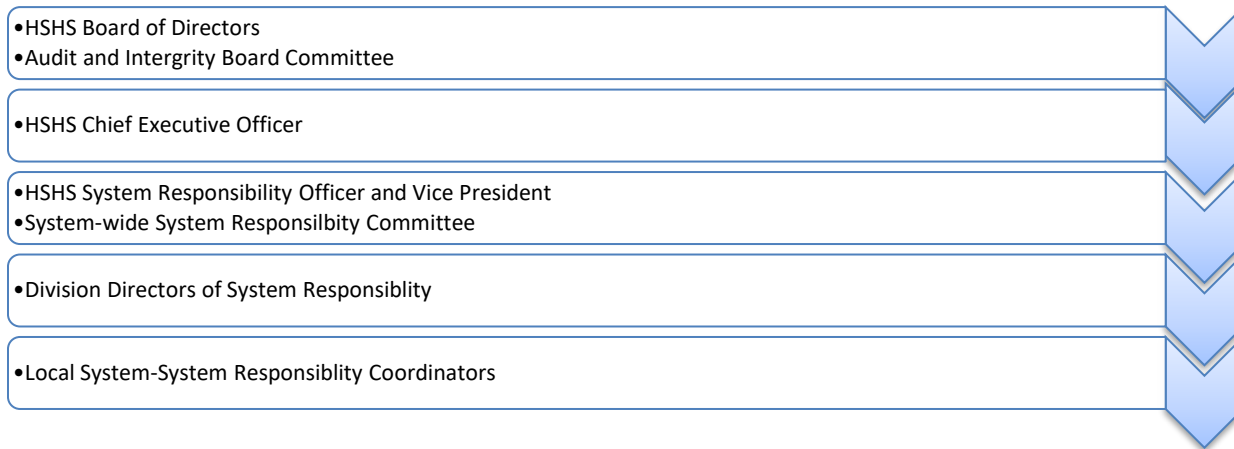 •HSHS Board of Directors
•Audit and Intergrity Board Committee
•HSHS Chief Executive Officer
•HSHS System Responsibility Officer and Vice President
•System-wide System Responsilbity Committee
•Division Directors of System Responsiblity
•Local System-System Responsiblity Coordinators